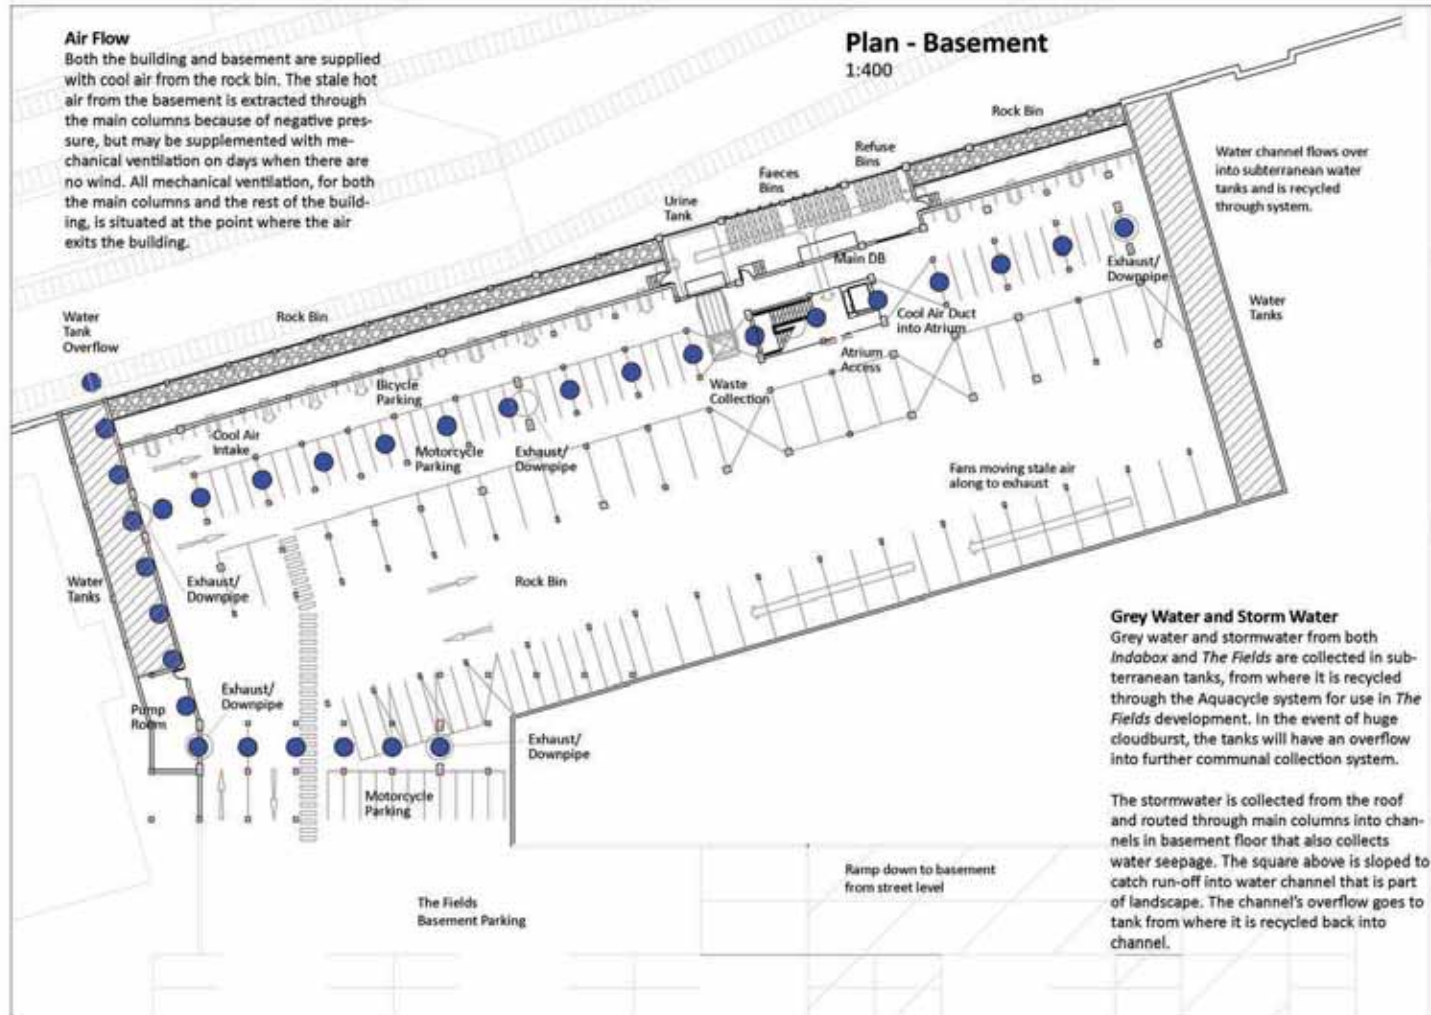 Air Flow
Both the building and basement are supplied
with cool air from the rock bin. The stale hot
air from the basement is extracted through
the main columns because of negative pres-
sure, but may be supplemented with me-
chanical ventilation on days when there are
no wind. All mechanical ventilation, for both
the main columns and the rest of the build-
ing, is situated at the point where the air
exits the building.
Plan - Basement
1:400
Rock Bin
Refuse
Bins
Faeces
Bins
Urine
Tank
Water channel flows over
into subterranean water
tanks and is recycled
through system.
Main DB
Exhaust/
Downpipe
Water
Tanks
Cool Air Duct
into Atrium
Atrium
Access
Waste
Collection
Water
Tank
Overflow
Rock Bin
Bicycle
Parking
Cool Air
Intake
Motorcycle
Parking
Exhaust/
Downpipe
Fans moving stale air
along to exhaust
Water
Tanks
Exhaust/
Downpipe
Rock Bin
Pump
Room
Exhaust/
Downpipe
Exhaust/
Downpipe
Motorcycle
Parking
The Fields
Basement Parking
Ramp down to basement
from street level
Grey Water and Storm Water
Grey water and stormwater from both
Indabox and The Fields are collected in sub-
terranean tanks, from where it is recycled
through the Aquacycle system for use in The
Fields development. In the event of huge
cloudburst, the tanks will have an overflow
into further communal collection system.
The stormwater is collected from the roof
and routed through main columns into chan-
nels in basement floor that also collects
water seepage. The square above is sloped to
catch run-off into water channel that is part
of landscape. The channel's overflow goes to
tank from where it is recycled back into
channel.